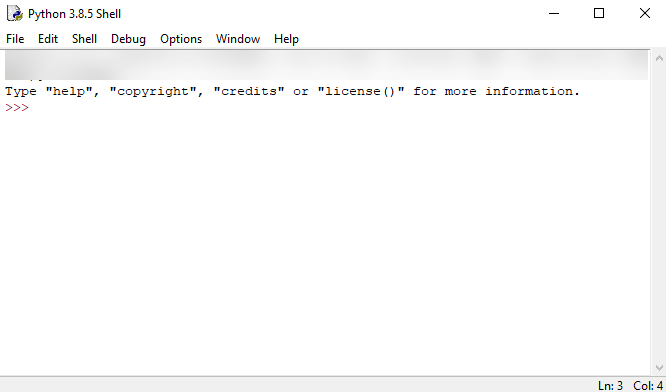 Python 3.8.5 Shell
File Edit Shell Debug Options Window Help
Type "help", "copyright", "credits" or "license()" for more information.
>>>
Ln: 3 Col: 4